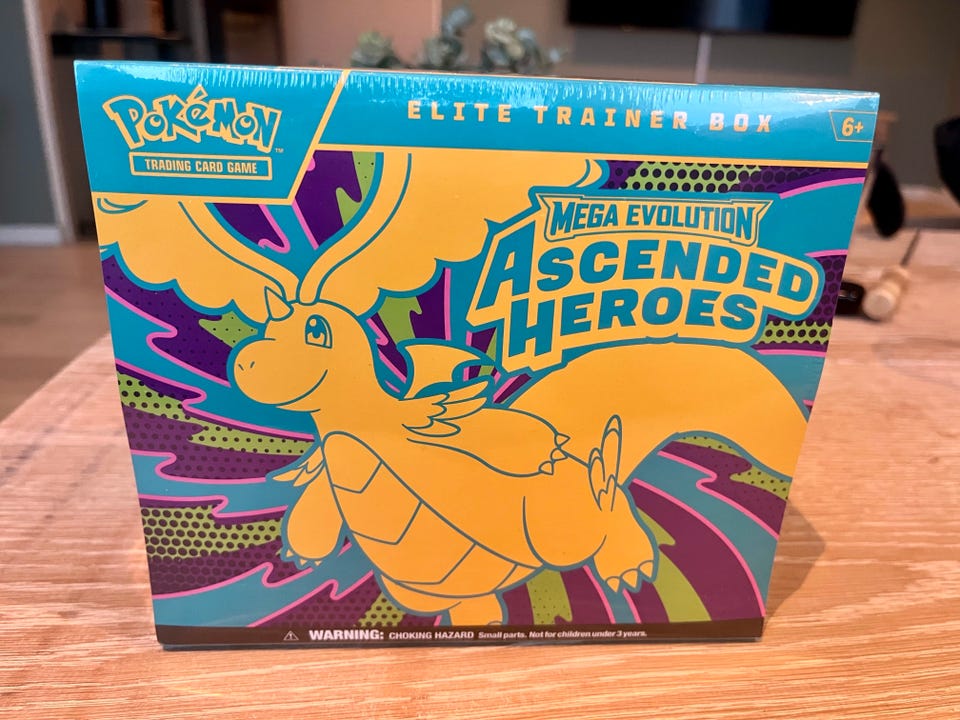 POKéMON
TM
TRADING CARD GAME
ELITE TRAINER BOX
6+
MEGA EVOLUTION
ASCENDED
HEROES
WARNING: CHOKING HAZARD Small parts. Not for children under 3 years.